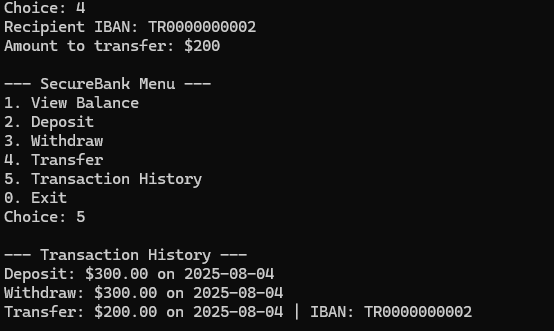 Choice: 4
Recipient IBAN: TR0000000002
Amount to transfer: $200
--- SecureBank Menu ---
1. View Balance
2. Deposit
3. Withdraw
4. Transfer
5. Transaction History
0. Exit
Choice: 5
--- Transaction History ---
Deposit: $300.00 on 2025-08-04
Withdraw: $300.00 on 2025-08-04
Transfer: $200.00 on 2025-08-04 | IBAN: TR0000000002